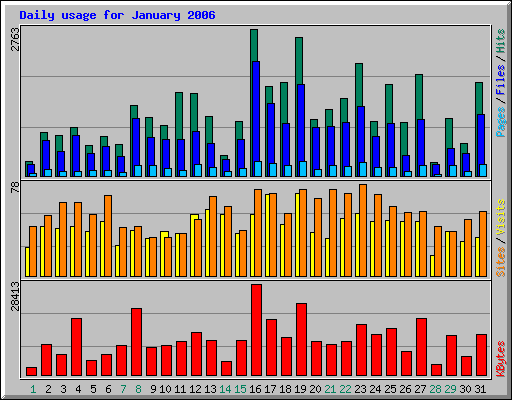 Daily usage for January 2006
2763
Pages / Files / Hits
78
Sites / Visits
28413
KBytes
1 2 3 4 5 6 7 8 9 10 11 12 13 14 15 16 17 18 19 20 21 22 23 24 25 26 27 28 29 30 31